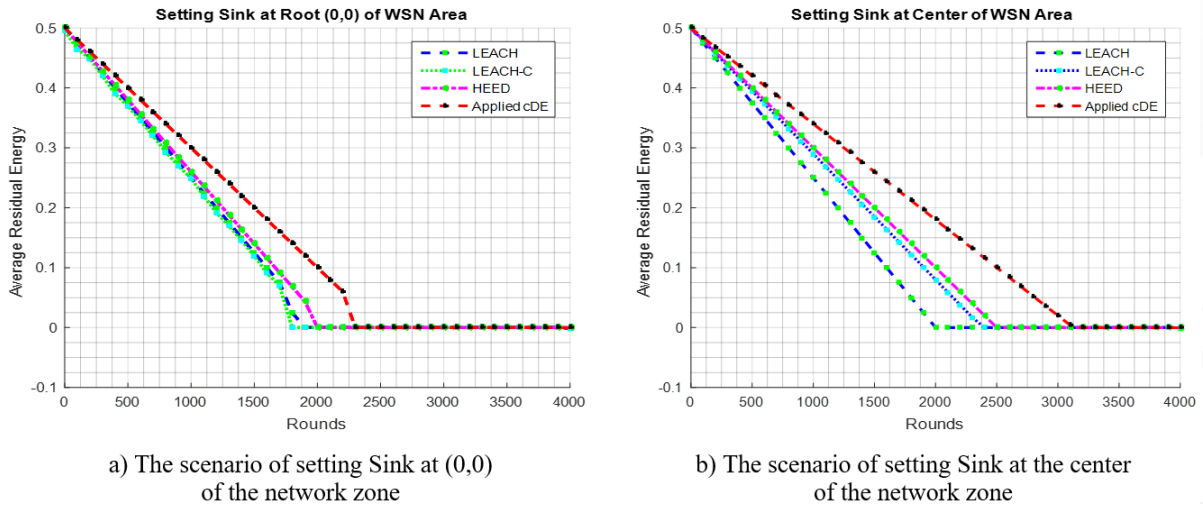 Setting Sink at Root (0,0) of WSN Area
0.5
0.4
0.3
0.2
0.1
0
-0.1
Average Residual Energy
LEACH
LEACH-C
HEED
Applied cDE
0 500 1000 1500 2000 2500 3000 3500 4000
Rounds
a) The scenario of setting Sink at (0,0)
of the network zone
Setting Sink at Center of WSN Area
0.5
0.4
0.3
0.2
0.1
0
-0.1
Average Residual Energy
LEACH
LEACH-C
HEED
Applied cDE
0 500 1000 1500 2000 2500 3000 3500 4000
Rounds
b) The scenario of setting Sink at the center
of the network zone